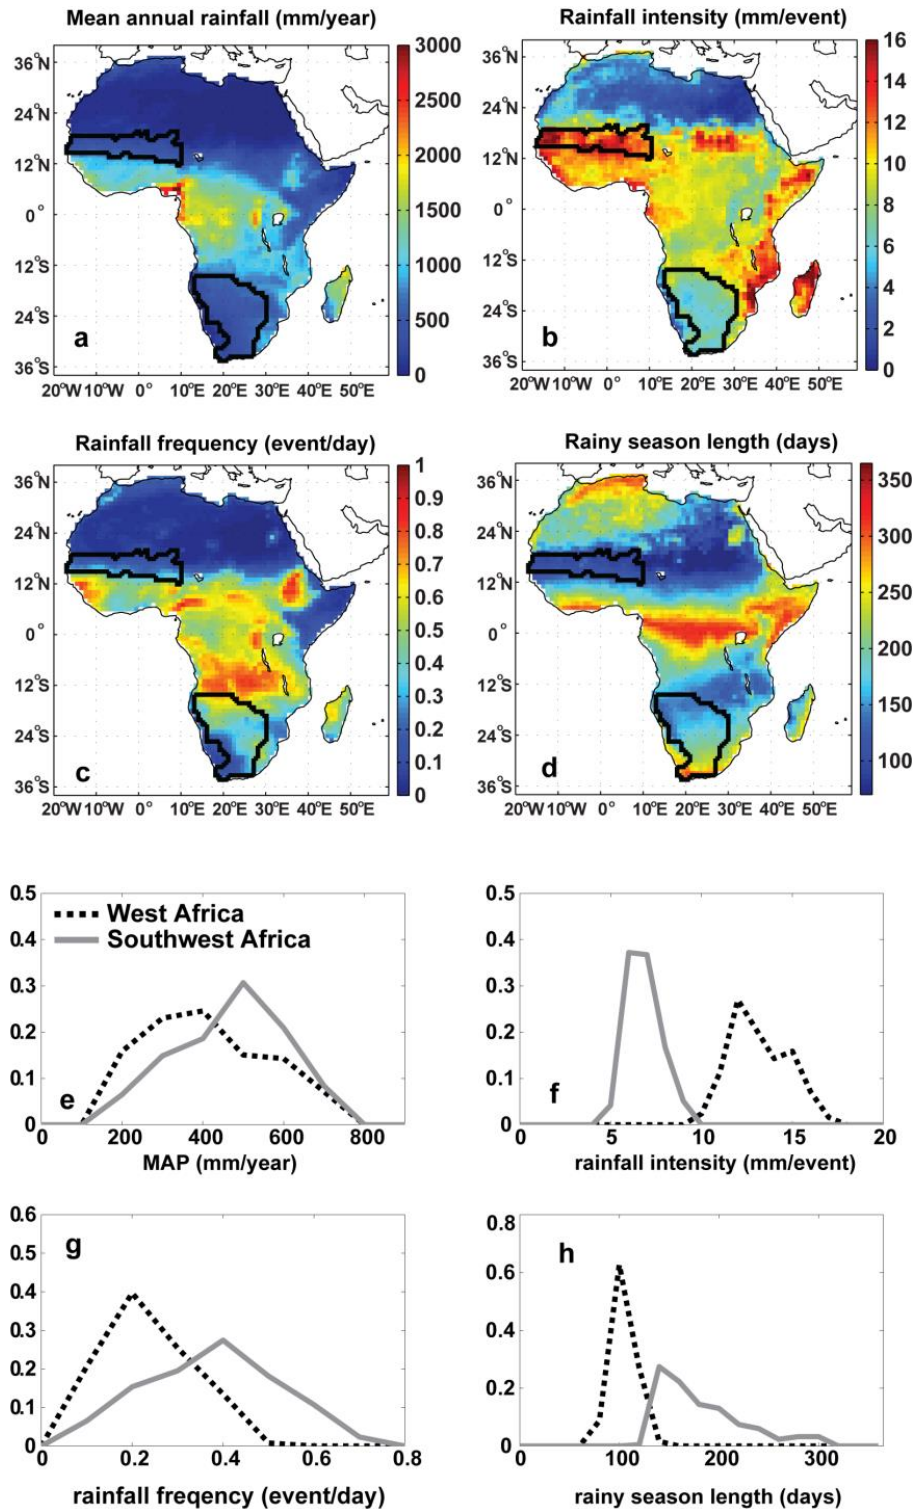 Mean annual rainfall (mm/year)
36°N
24°N
12°N
0°
12°S
24°S
36°S
a
20°W 10°W 0° 10°E 20°E 30°E 40°E 50°E
3000
2500
2000
1500
1000
500
0
Rainfall intensity (mm/event)
36°N
24°N
12°N
0°
12°S
24°S
36°S
b
20°W 10°W 0° 10°E 20°E 30°E 40°E 50°E
16
14
12
10
8
6
4
2
0
Rainfall frequency (event/day)
36°N
24°N
12°N
0°
12°S
24°S
36°S
c
20°W 10°W 0° 10°E 20°E 30°E 40°E 50°E
1
0.9
0.8
0.7
0.6
0.5
0.4
0.3
0.2
0.1
0
Rainy season length (days)
36°N
24°N
12°N
0°
12°S
24°S
36°S
d
20°W 10°W 0° 10°E 20°E 30°E 40°E 50°E
350
300
250
200
150
100
0.5
0.4
0.3
0.2
0.1
0
West Africa
Southwest Africa
e
0 200 400 600 800
MAP (mm/year)
0.5
0.4
0.3
0.2
0.1
0
f
0 5 10 15 20
rainfall intensity (mm/event)
0.6
0.5
0.4
0.3
0.2
0.1
0
g
0 0.2 0.4 0.6 0.8
rainfall freqency (event/day)
0.8
0.6
0.4
0.2
0
h
0 100 200 300
rainy season length (days)